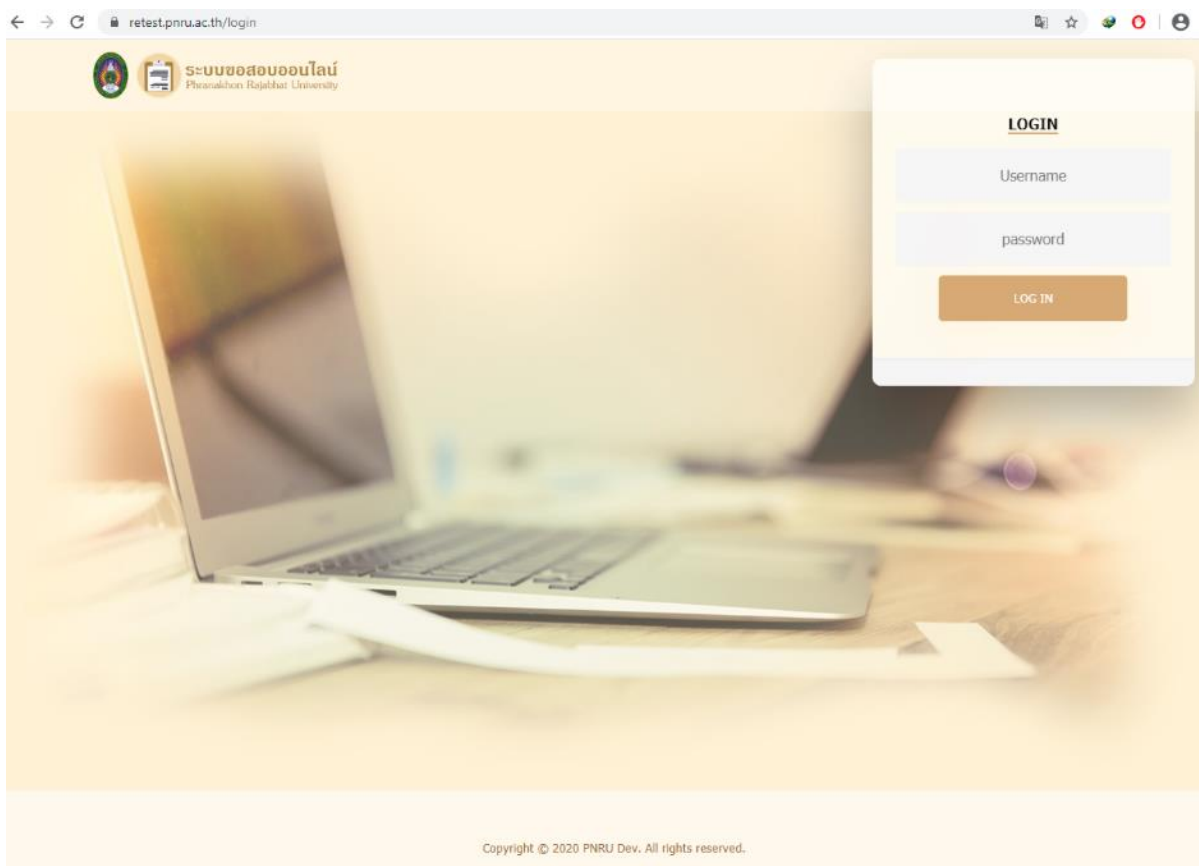 retest.pnru.ac.th/login
ระบบขอสอบออนไลน์
Phranakhon Rajabhat University
LOGIN
Username
password
LOG IN
Copyright © 2020 PNRU Dev. All rights reserved.